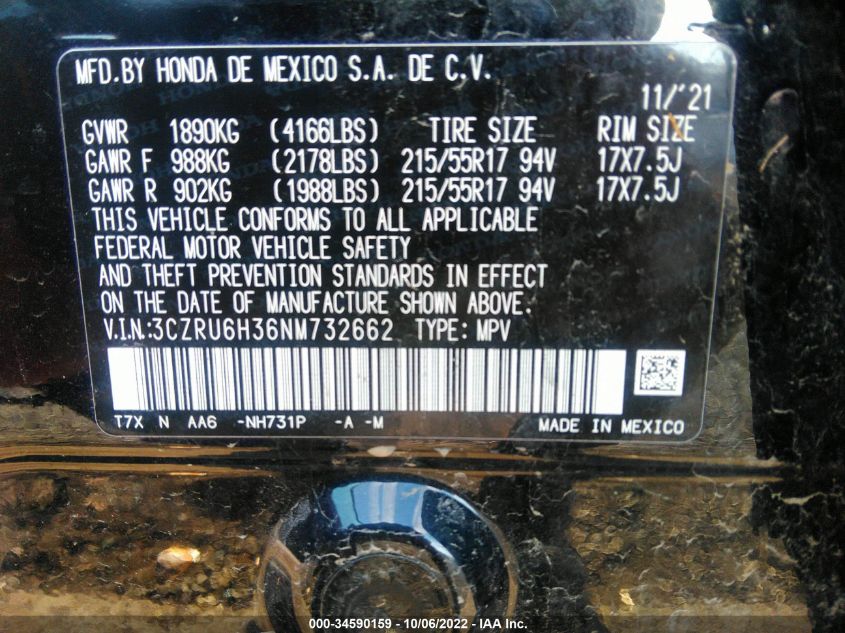 MFD.BY HONDA DE MEXICO S.A. DE C.V.
11/'21
GVWR 1890KG (4166LBS) TIRE SIZE RIM SIZE
GAWR F 988KG (2178LBS) 215/55R17 94V 17X7.5J
GAWR R 902KG (1988LBS) 215/55R17 94V 17X7.5J
THIS VEHICLE CONFORMS TO ALL APPLICABLE
FEDERAL MOTOR VEHICLE SAFETY
AND THEFT PREVENTION STANDARDS IN EFFECT
ON THE DATE OF MANUFACTURE SHOWN ABOVE.
V.I.N.:3CZRU6H36NM732662 TYPE: MPV
T7X N AA6 -NH731P -A -M MADE IN MEXICO
000-34590159 - 10/06/2022 - IAA Inc.